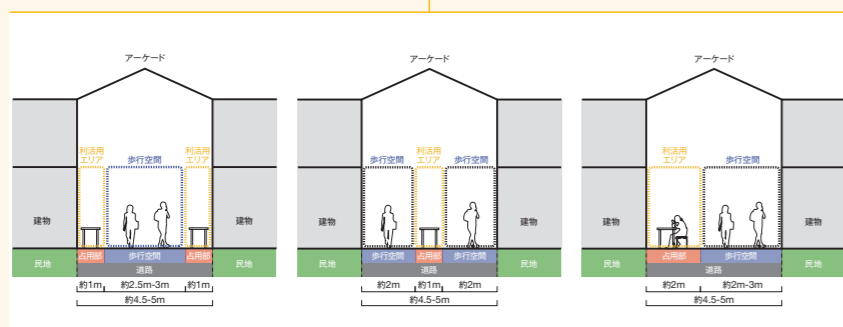 アーケード
利活用
エリア
歩行空間
利活用
エリア
建物
建物
民地
占用部
歩行空間
占用部
民地
道路
約1m
約2.5m-3m
約1m
約4.5-5m
アーケード
歩行空間
利活用
エリア
歩行空間
建物
建物
民地
歩行空間
占用部
歩行空間
民地
道路
約2m
約1m
約2m
約4.5-5m
アーケード
利活用
エリア
歩行空間
建物
建物
民地
占用部
歩行空間
民地
道路
約2m
約2m-3m
約4.5-5m